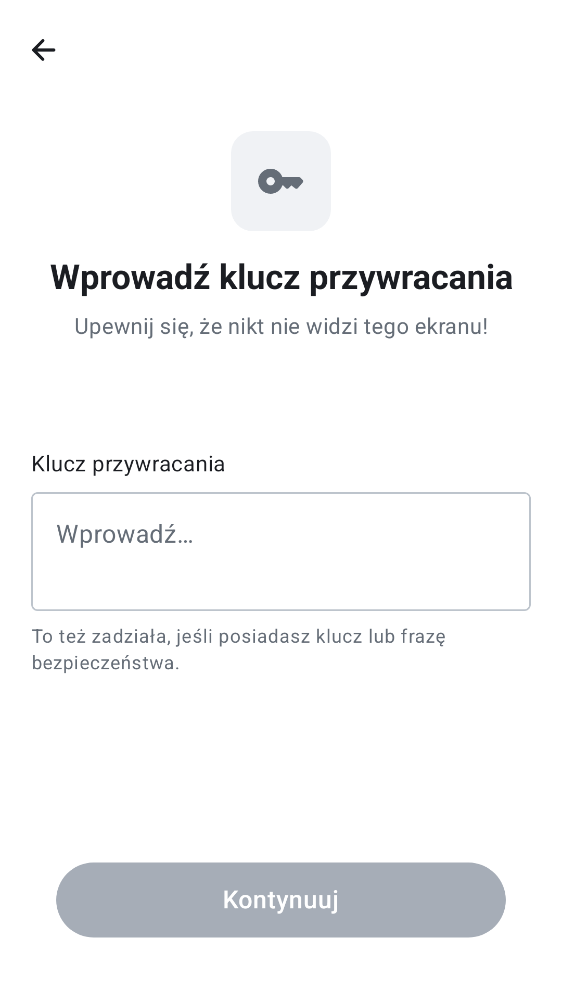 Wprowadź klucz przywracania
Upewnij się, że nikt nie widzi tego ekranu!
Klucz przywracania
Wprowadź…
To też zadziała, jeśli posiadasz klucz lub frazę
bezpieczeństwa.
Kontynuuj